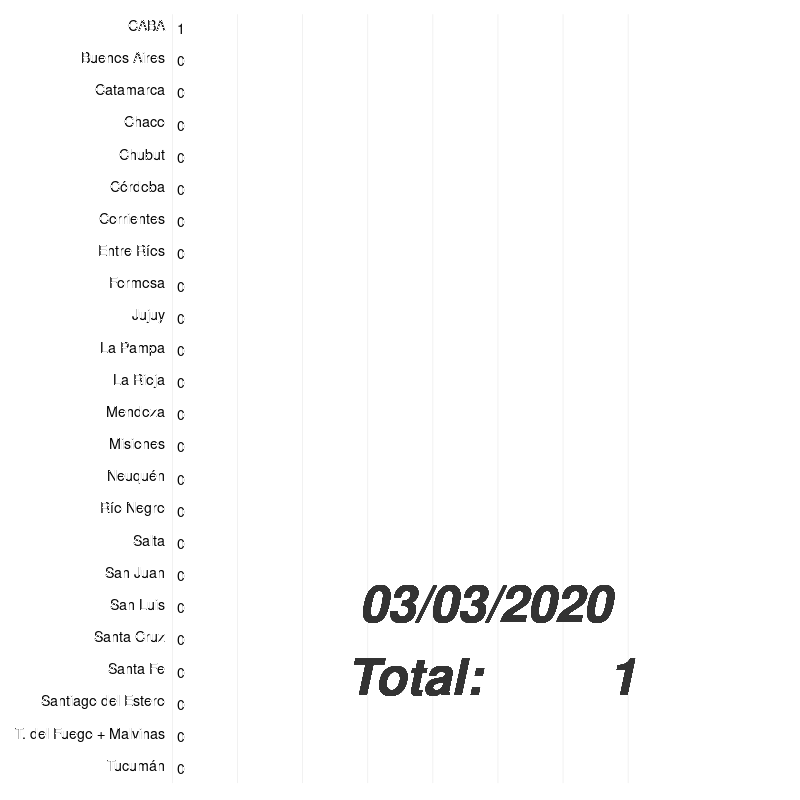 CABA 1
Buenos Aires 0
Catamarca 0
Chaco 0
Chubut 0
Córdoba 0
Corrientes 0
Entre Ríos 0
Formosa 0
Jujuy 0
La Pampa 0
La Rioja 0
Mendoza 0
Misiones 0
Neuquén 0
Río Negro 0
Salta 0
San Juan 0
San Luis 0
Santa Cruz 0
Santa Fe 0
Santiago del Estero 0
T. del Fuego + Malvinas 0
Tucumán 0
03/03/2020
Total: 1